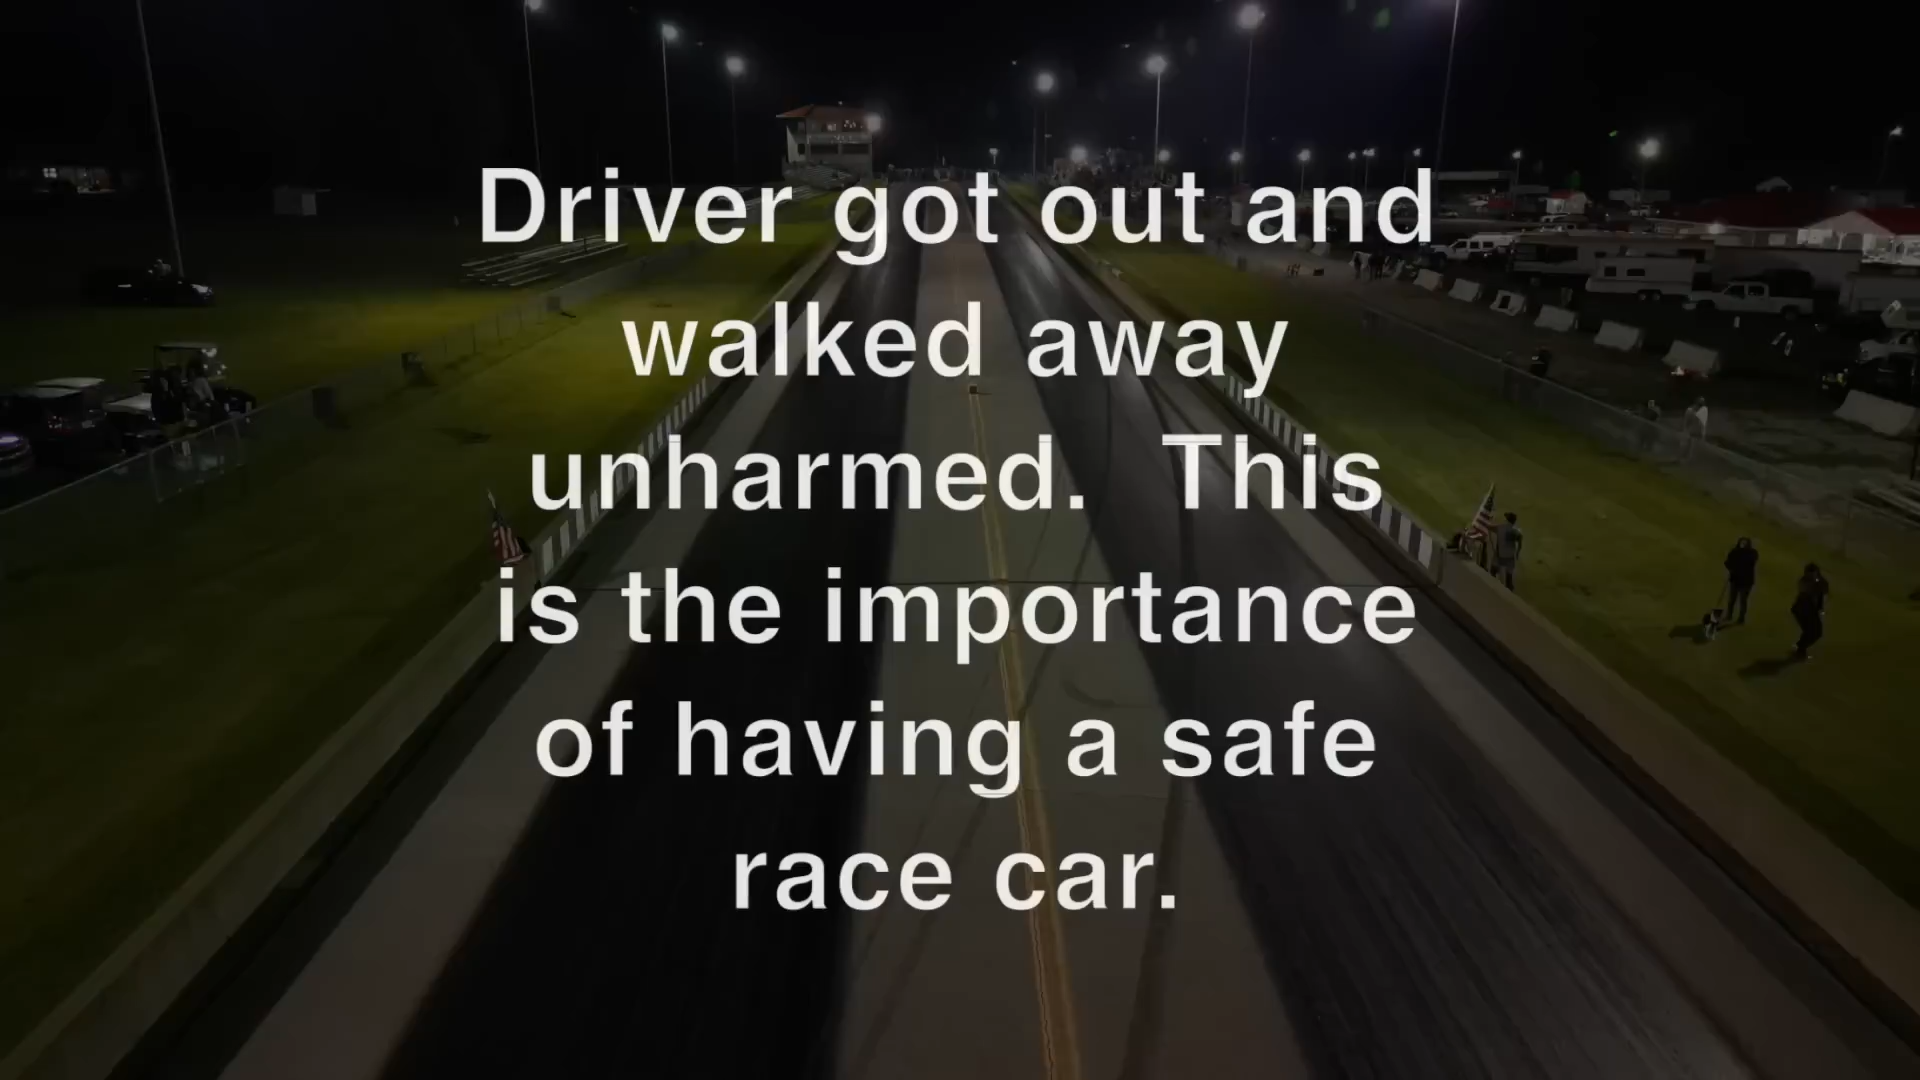 Driver got out and
walked away
unharmed. This
is the importance
of having a safe
race car.